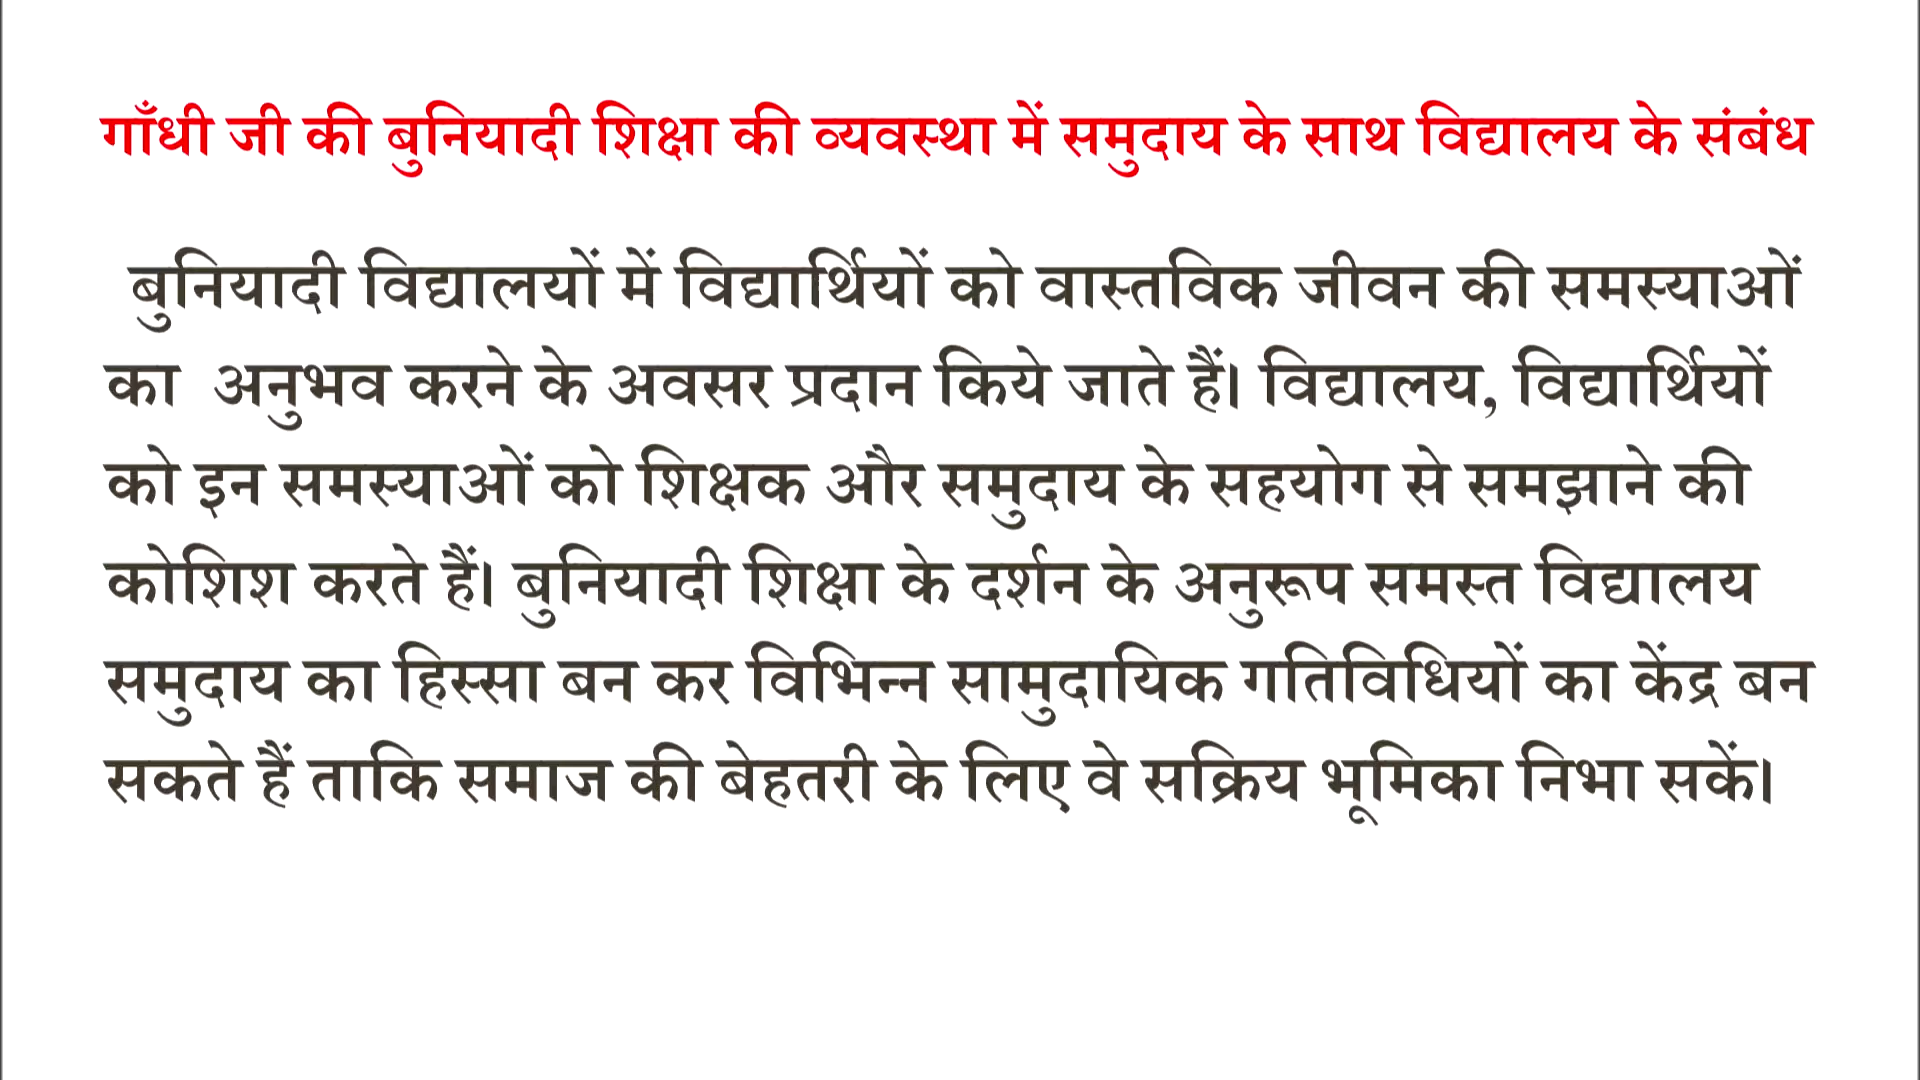 गाँधी जी की बुनियादी शिक्षा की व्यवस्था में समुदाय के साथ विद्यालय के संबंध
बुनियादी विद्यालयों में विद्यार्थियों को वास्तविक जीवन की समस्याओं
का अनुभव करने के अवसर प्रदान किये जाते हैं। विद्यालय, विद्यार्थियों
को इन समस्याओं को शिक्षक और समुदाय के सहयोग से समझाने की
कोशिश करते हैं। बुनियादी शिक्षा के दर्शन के अनुरूप समस्त विद्यालय
समुदाय का हिस्सा बन कर विभिन्न सामुदायिक गतिविधियों का केंद्र बन
सकते हैं ताकि समाज की बेहतरी के लिए वे सक्रिय भूमिका निभा सकें।